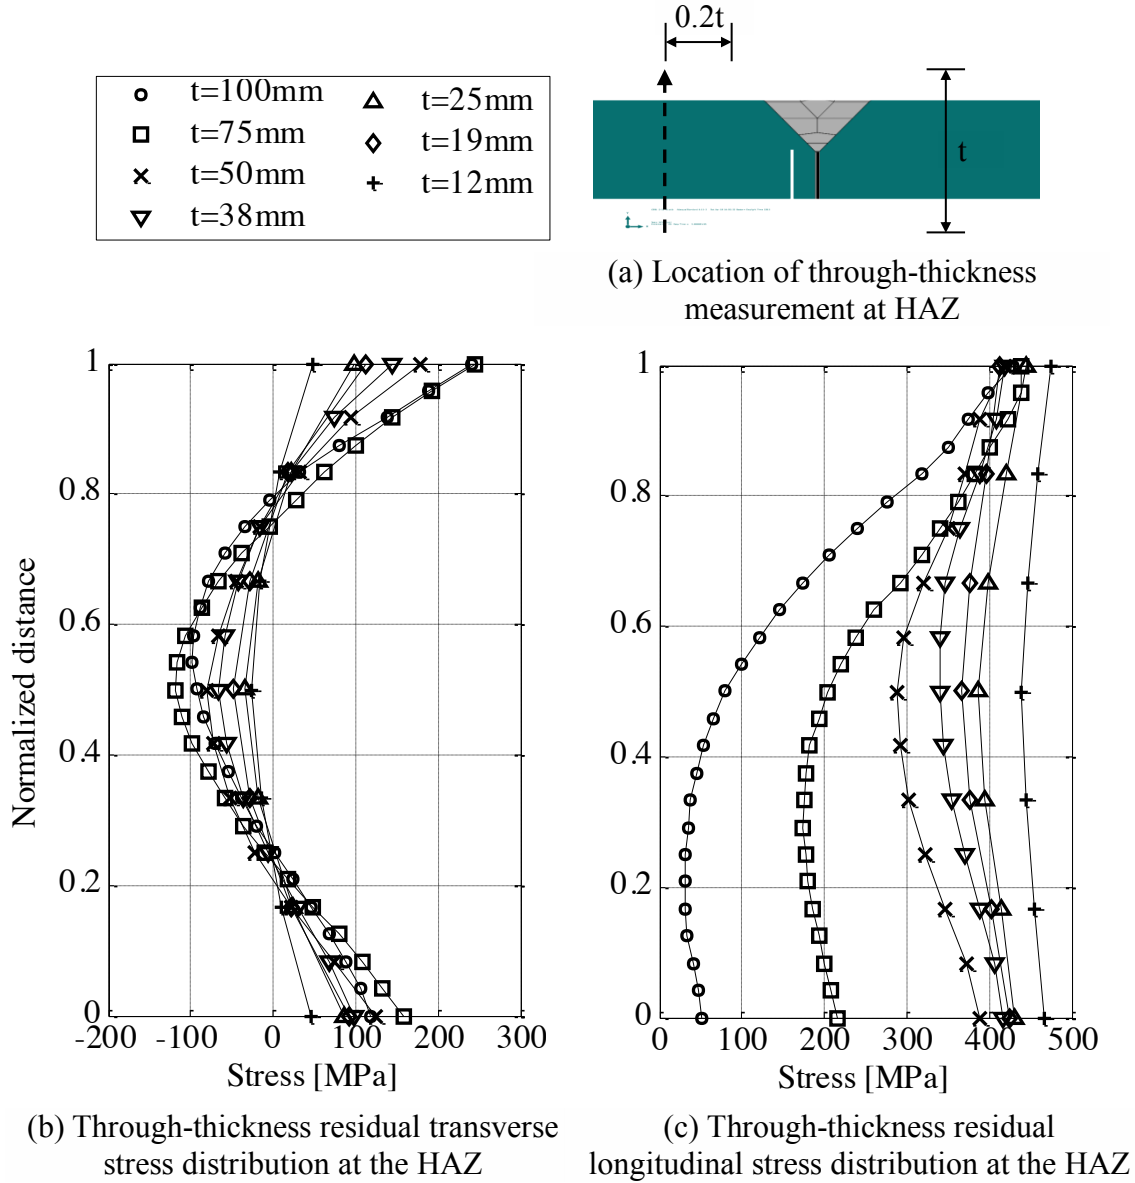 0.2t
t=100mm
t=75mm
t=50mm
t=38mm
t=25mm
t=19mm
t=12mm
t
(a) Location of through-thickness
measurement at HAZ
1
0.8
0.6
0.4
0.2
0
Normalized distance
-200 -100 0 100 200 300
Stress [MPa]
(b) Through-thickness residual transverse
stress distribution at the HAZ
1
0.8
0.6
0.4
0.2
0
0 100 200 300 400 500
Stress [MPa]
(c) Through-thickness residual
longitudinal stress distribution at the HAZ